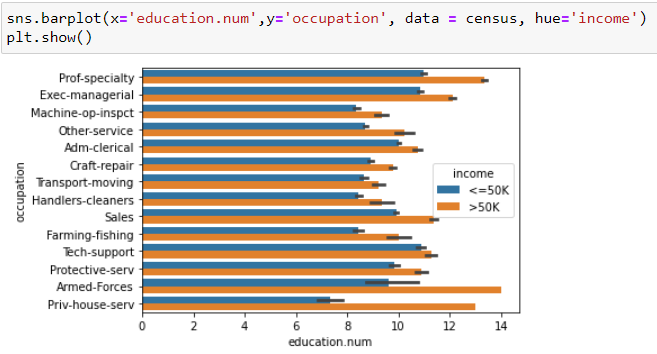 sns.barplot(x='education.num',y='occupation', data = census, hue='income')
plt.show()
Prof-specialty
Exec-managerial
Machine-op-inspct
Other-service
Adm-clerical
Craft-repair
Transport-moving
Handlers-cleaners
Sales
Farming-fishing
Tech-support
Protective-serv
Armed-Forces
Priv-house-serv
occupation
income
<=50K
>50K
0 2 4 6 8 10 12 14
education.num